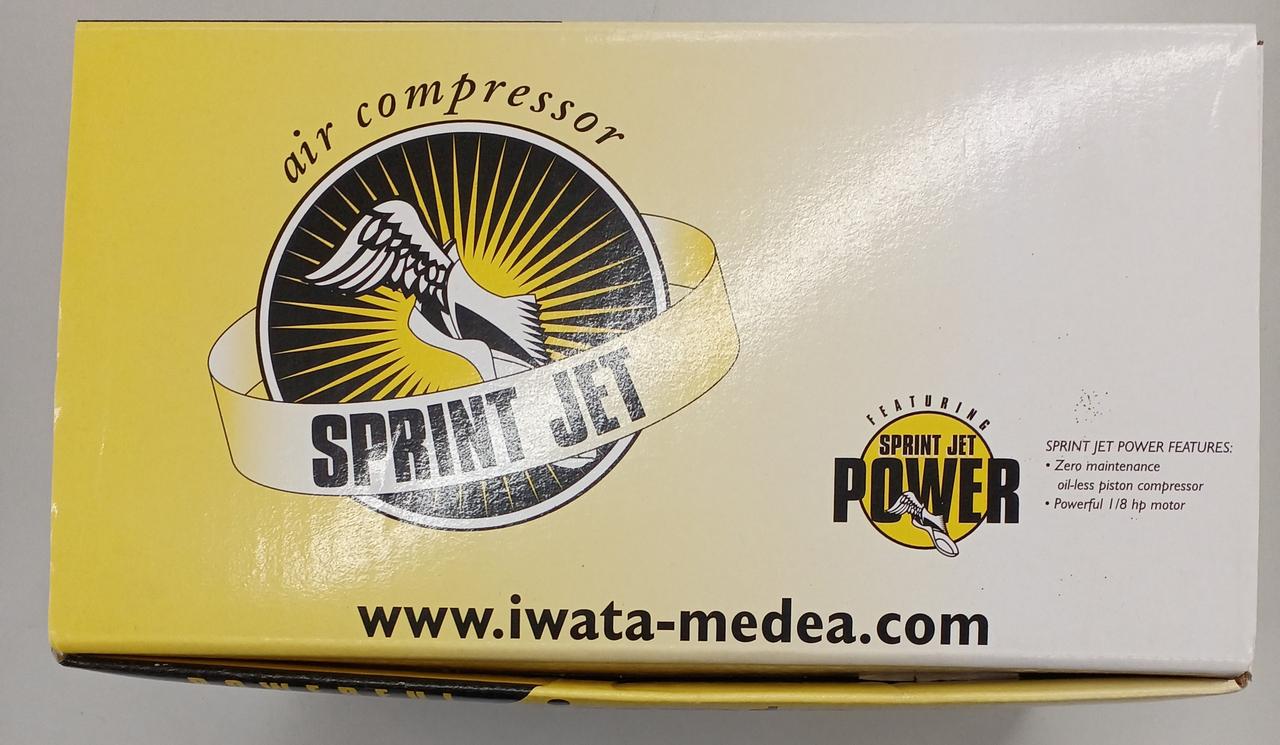 air compressor
SPRINT JET
FEATURING
SPRINT JET
POWER
SPRINT JET POWER FEATURES:
• Zero maintenance
oil-less piston compressor
• Powerful 1/8 hp motor
www.iwata-medea.com